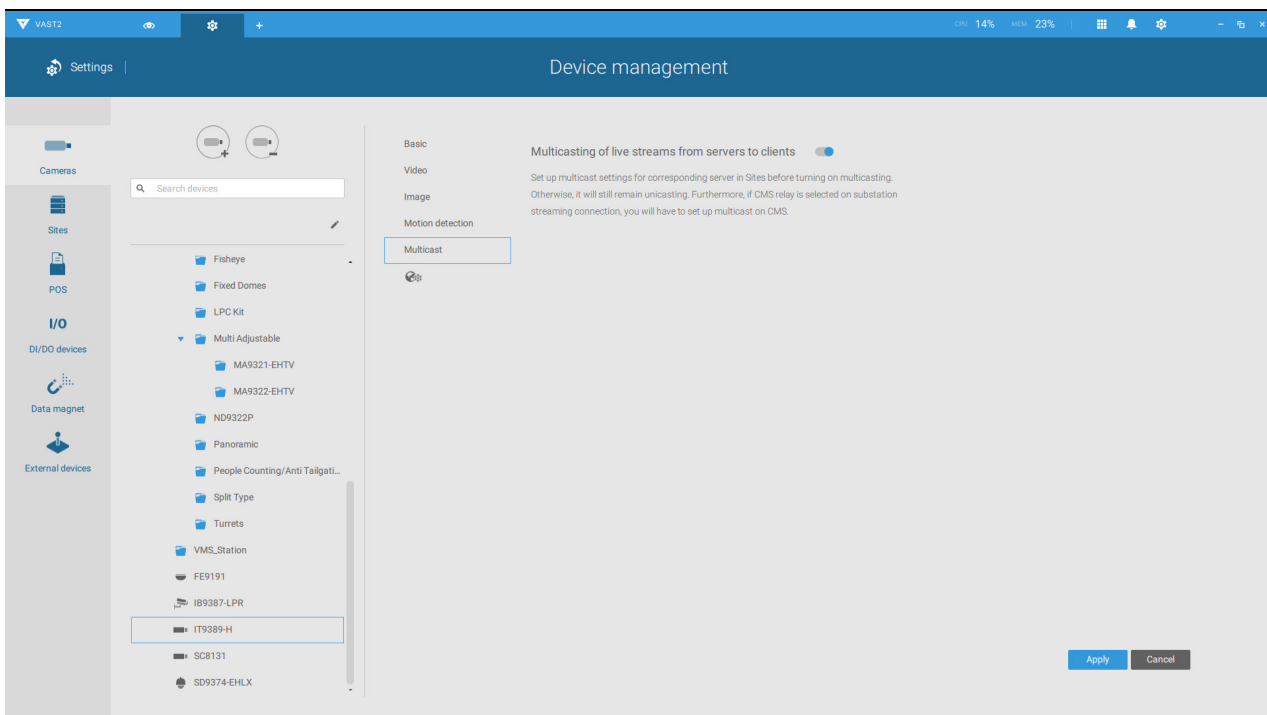 VAST2
+
CPU 14% MEM 23%
Settings
Device management
Cameras
Sites
POS
I/O
DI/DO devices
Data magnet
External devices
Search devices
Fisheye
Fixed Domes
LPC Kit
Multi Adjustable
MA9321-EHTV
MA9322-EHTV
ND9322P
Panoramic
People Counting/Anti Tailgati...
Split Type
Turrets
VMS_Station
FE9191
IB9387-LPR
IT9389-H
SC8131
SD9374-EHLX
Basic
Video
Image
Motion detection
Multicast
Multicasting of live streams from servers to clients
Set up multicast settings for corresponding server in Sites before turning on multicasting.
Otherwise, it will still remain unicasting. Furthermore, if CMS relay is selected on substation
streaming connection, you will have to set up multicast on CMS.
Apply
Cancel